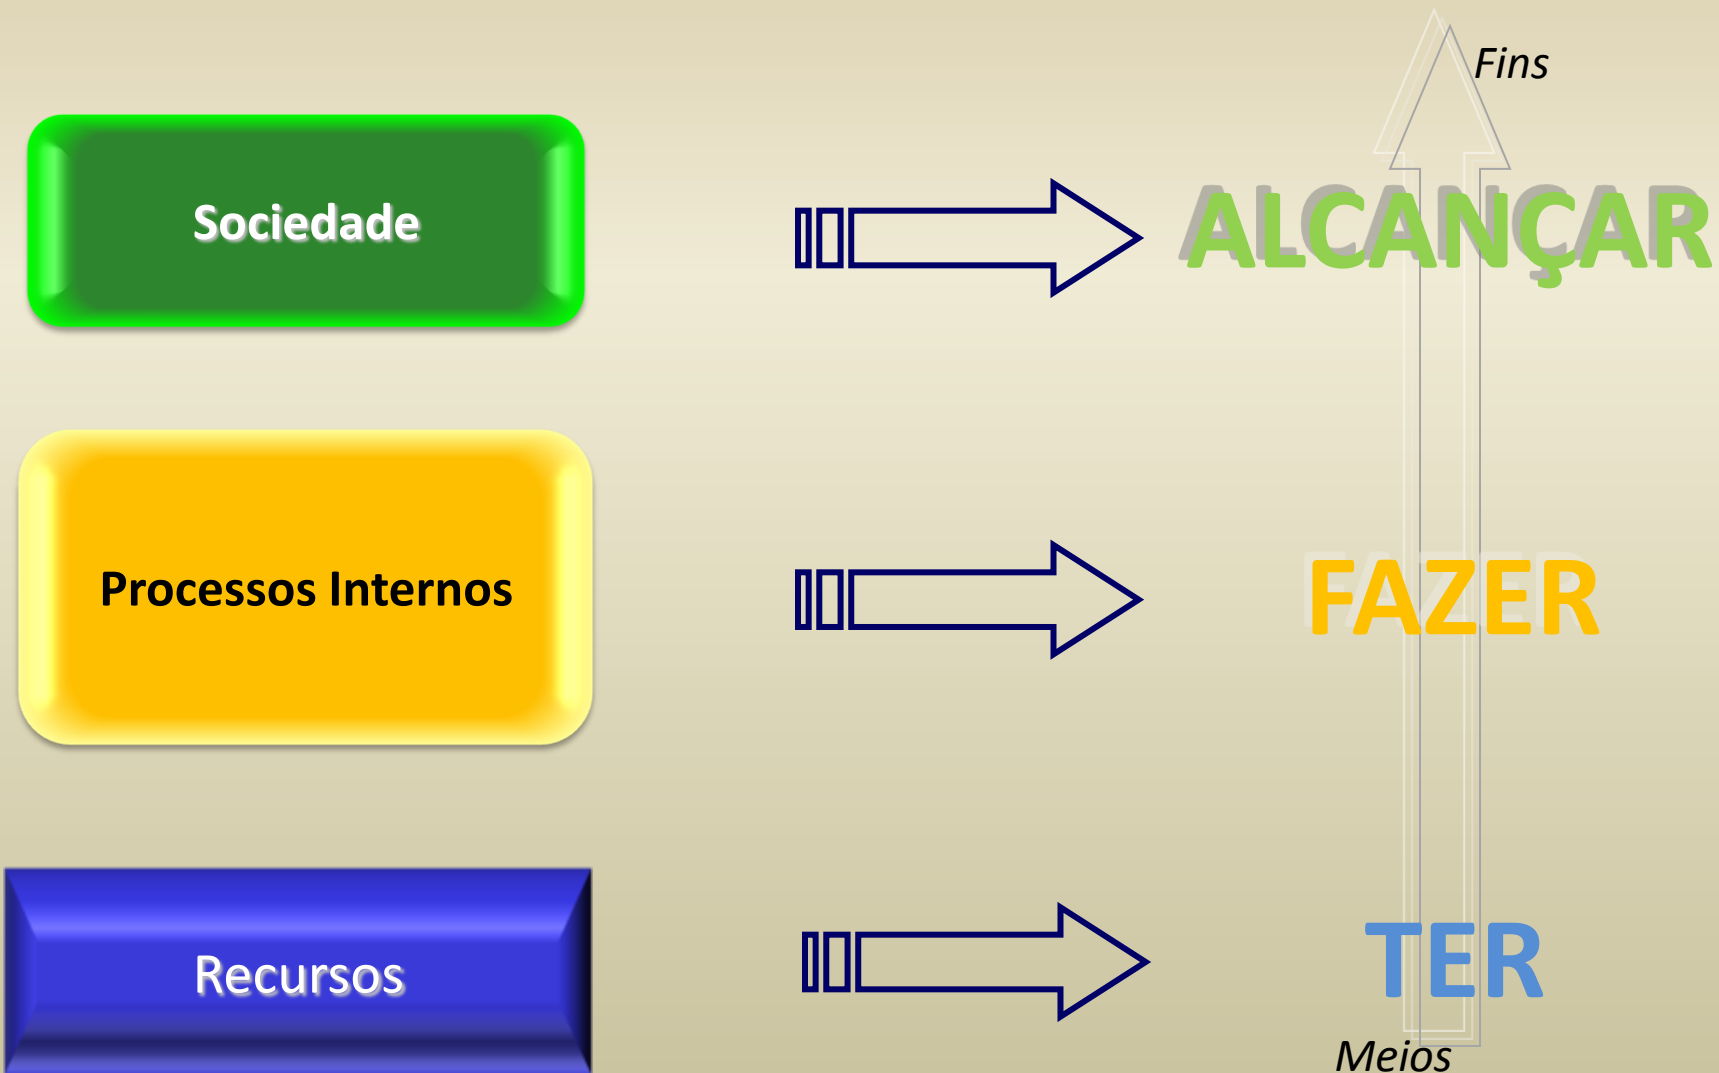 Fins
Sociedade
ALCANÇAR
Processos Internos
FAZER
Recursos
TER
Meios